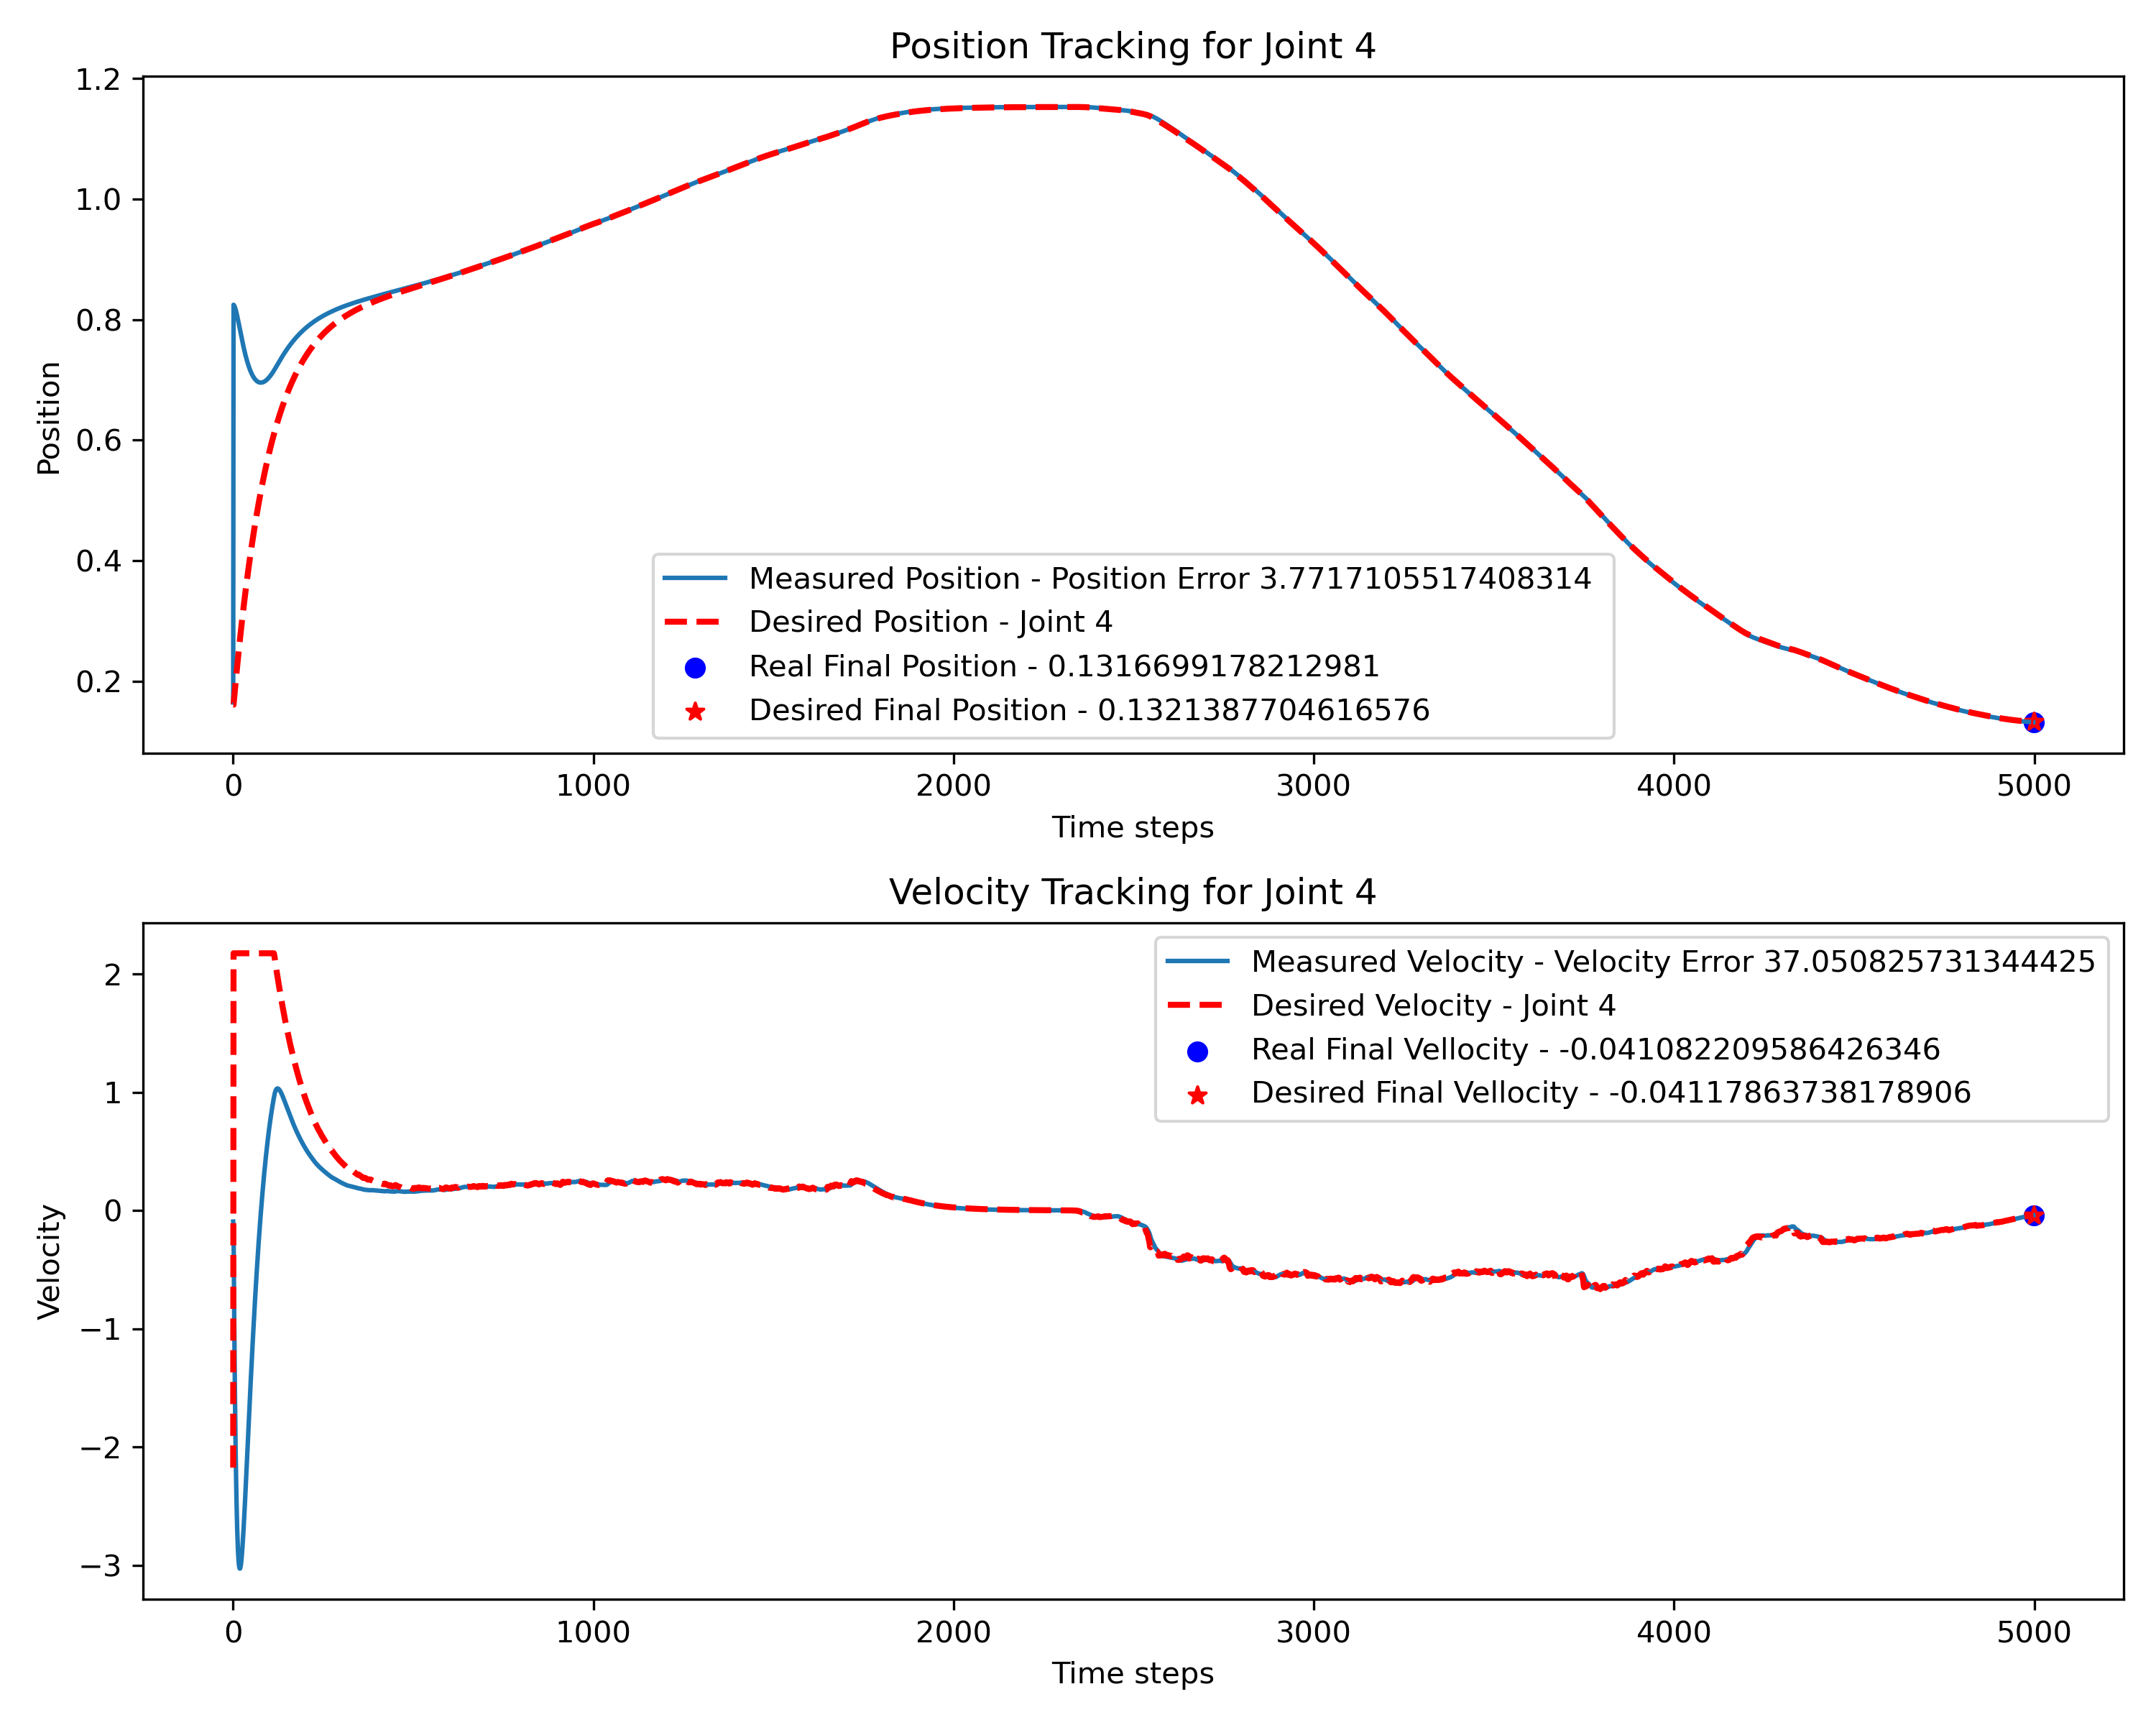 Position Tracking for Joint 4
1.2
1.0
0.8
0.6
0.4
0.2
Position
Measured Position - Position Error 3.7717105517408314
Desired Position - Joint 4
Real Final Position - 0.1316699178212981
Desired Final Position - 0.1321387704616576
0 1000 2000 3000 4000 5000
Time steps
Velocity Tracking for Joint 4
2
1
0
−1
−2
−3
Velocity
Measured Velocity - Velocity Error 37.050825731344425
Desired Velocity - Joint 4
Real Final Vellocity - -0.041082209586426346
Desired Final Vellocity - -0.04117863738178906
0 1000 2000 3000 4000 5000
Time steps